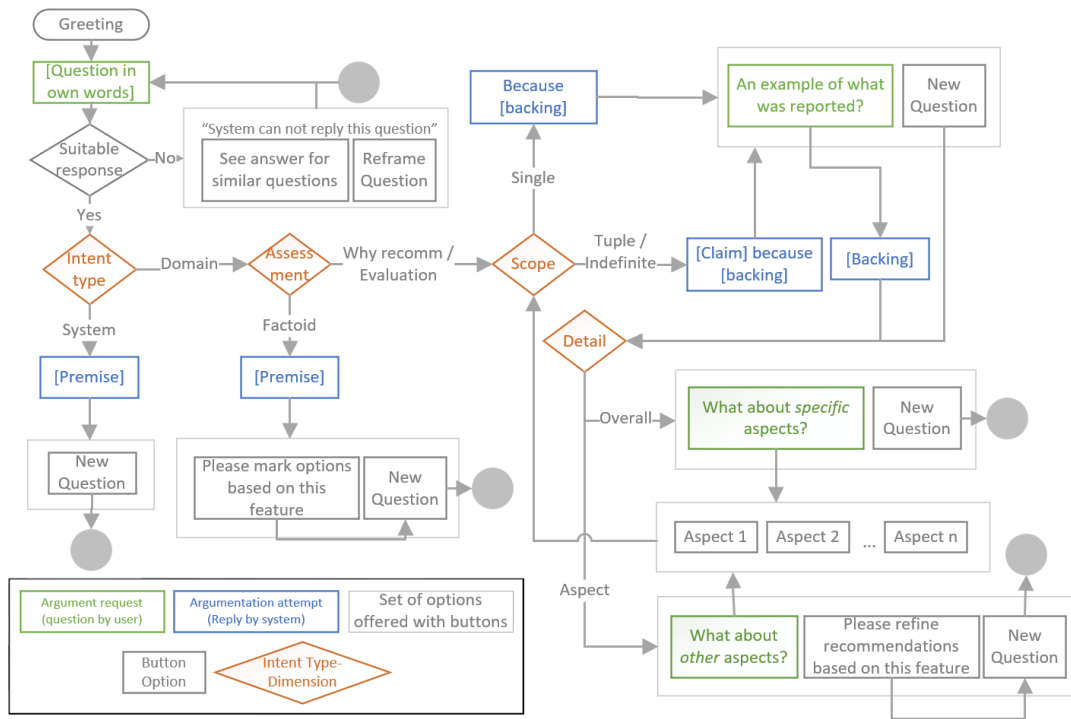 Greeting
[Question in
own words]
Suitable
response
No
"System can not reply this question"
See answer for
similar questions
Reframe
Question
Yes
Intent
type
Domain
Assess
ment
Why recomm /
Evaluation
Scope
Single
Because
[backing]
Tuple /
Indefinite
[Claim] because
[backing]
An example of what
was reported?
New
Question
[Backing]
System
[Premise]
New
Question
Factoid
[Premise]
Please mark options
based on this
feature
New
Question
Detail
Overall
What about specific
aspects?
New
Question
Aspect 1
Aspect 2
...
Aspect n
Aspect
What about
other aspects?
Please refine
recommendations
based on this feature
New
Question
Argument request
(question by user)
Argumentation attempt
(Reply by system)
Set of options
offered with buttons
Button
Option
Intent Type-
Dimension